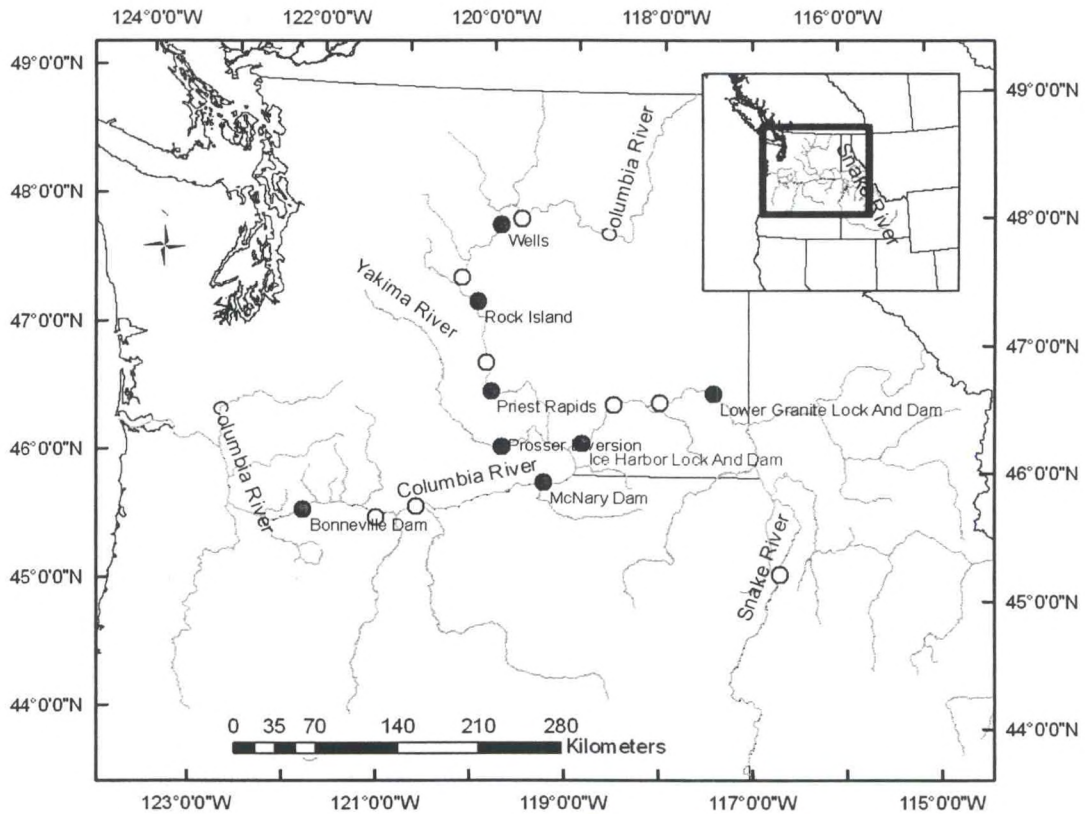 124°0'0"W 122°0'0"W 120°0'0"W 118°0'0"W 116°0'0"W
49°0'0"N
49°0'0"N
Columbia River
Snake River
48°0'0"N
48°0'0"N
Wells
Yakima River
47°0'0"N
Rock Island
47°0'0"N
Priest Rapids
Lower Granite Lock And Dam
Columbia River
46°0'0"N
Prosser Diversion
Ice Harbor Lock And Dam
46°0'0"N
Columbia River
McNary Dam
Bonneville Dam
Snake River
45°0'0"N
45°0'0"N
44°0'0"N
44°0'0"N
0 35 70 140 210 280
Kilometers
123°0'0"W 121°0'0"W 119°0'0"W 117°0'0"W 115°0'0"W